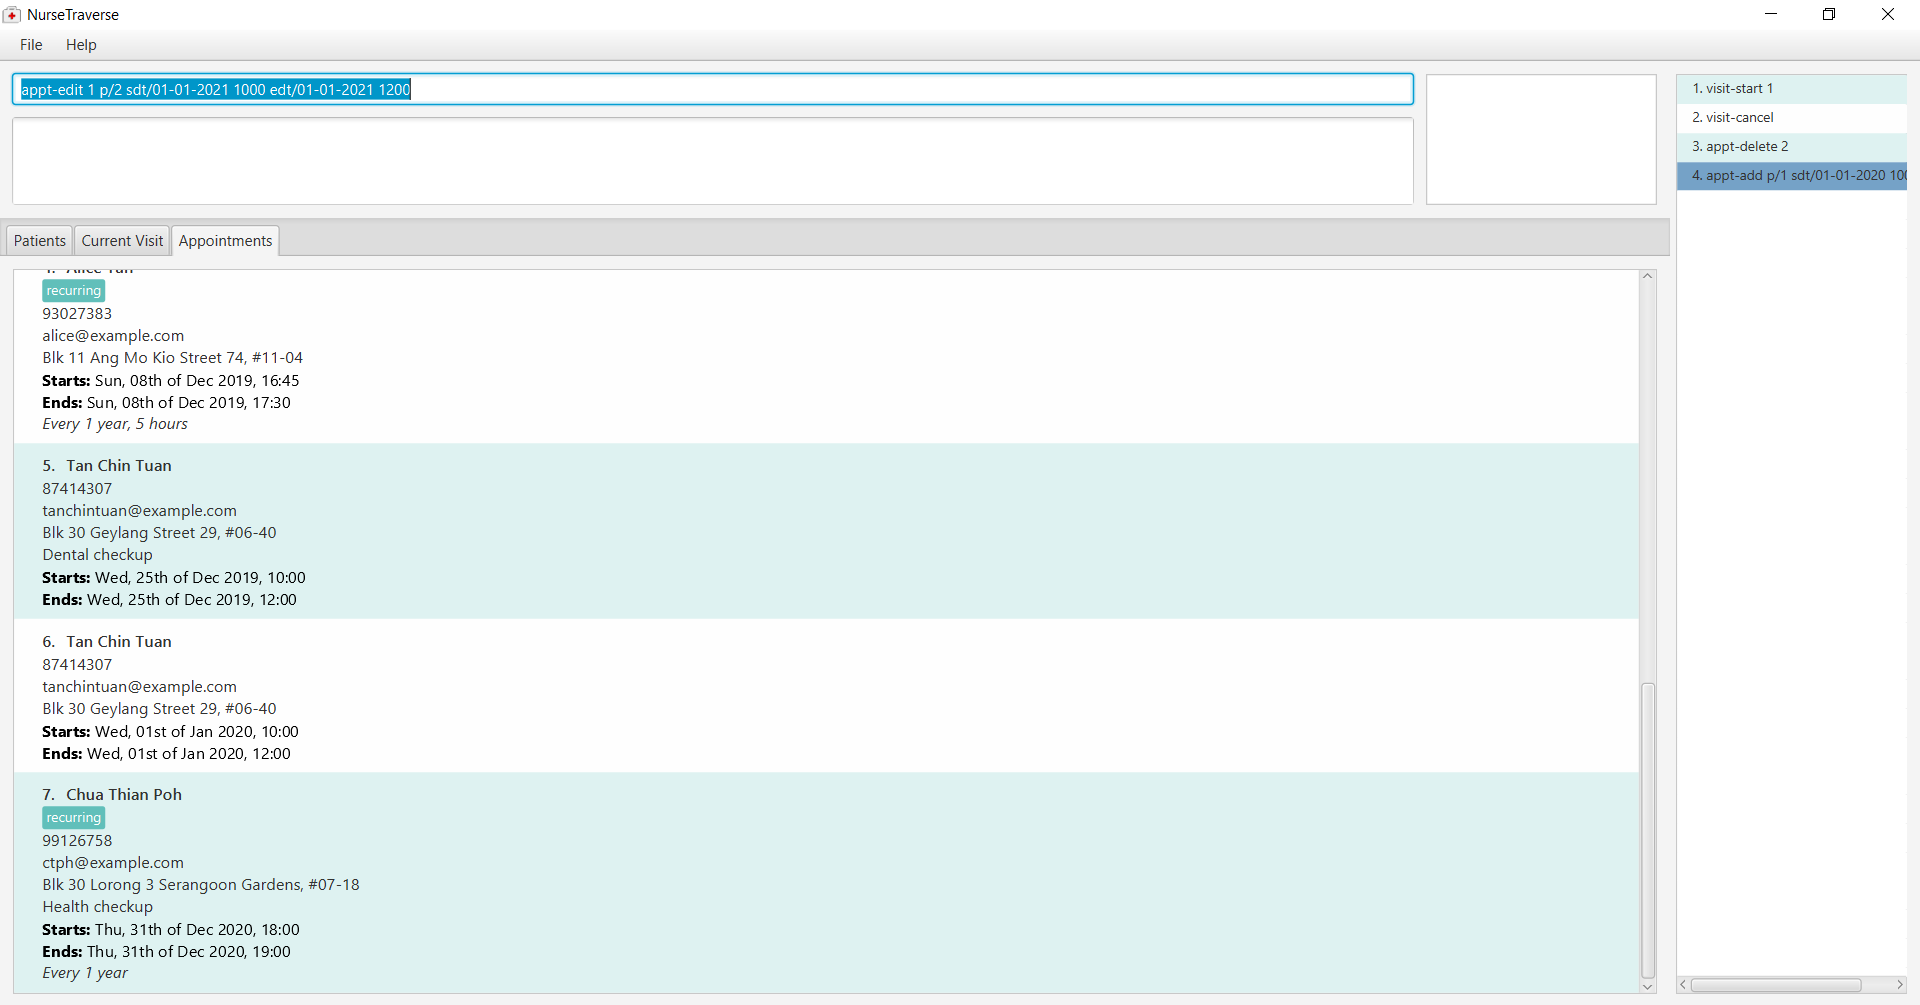 NurseTraverse
File Help
appt-edit 1 p/2 sdt/01-01-2021 1000 edt/01-01-2021 1200
1. visit-start 1
2. visit-cancel
3. appt-delete 2
4. appt-add p/1 sdt/01-01-2020 100
Patients Current Visit Appointments
4. Alice Tan
recurring
93027383
alice@example.com
Blk 11 Ang Mo Kio Street 74, #11-04
Starts: Sun, 08th of Dec 2019, 16:45
Ends: Sun, 08th of Dec 2019, 17:30
Every 1 year, 5 hours
5. Tan Chin Tuan
87414307
tanchintuan@example.com
Blk 30 Geylang Street 29, #06-40
Dental checkup
Starts: Wed, 25th of Dec 2019, 10:00
Ends: Wed, 25th of Dec 2019, 12:00
6. Tan Chin Tuan
87414307
tanchintuan@example.com
Blk 30 Geylang Street 29, #06-40
Starts: Wed, 01st of Jan 2020, 10:00
Ends: Wed, 01st of Jan 2020, 12:00
7. Chua Thian Poh
recurring
99126758
ctph@example.com
Blk 30 Lorong 3 Serangoon Gardens, #07-18
Health checkup
Starts: Thu, 31th of Dec 2020, 18:00
Ends: Thu, 31th of Dec 2020, 19:00
Every 1 year